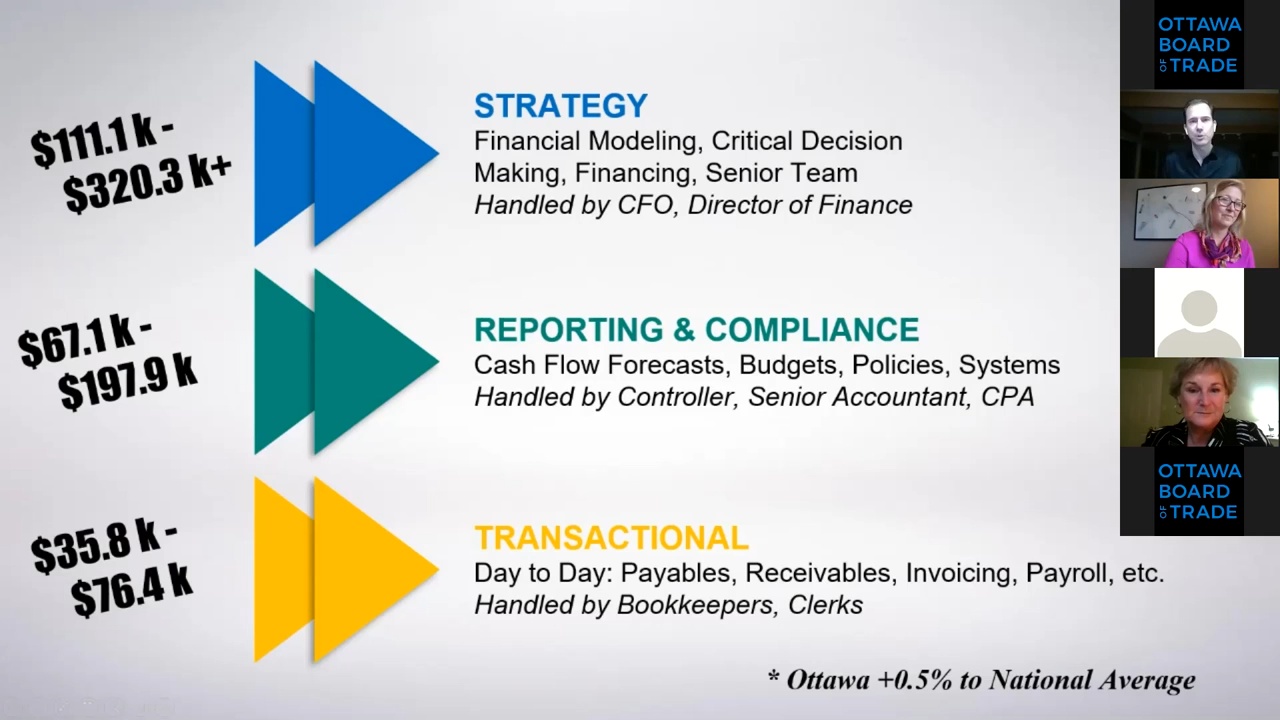 $111.1 k -
$320.3 k+
STRATEGY
Financial Modeling, Critical Decision
Making, Financing, Senior Team
Handled by CFO, Director of Finance
$67.1 k -
$197.9 k
REPORTING & COMPLIANCE
Cash Flow Forecasts, Budgets, Policies, Systems
Handled by Controller, Senior Accountant, CPA
$35.8 k -
$76.4 k
TRANSACTIONAL
Day to Day: Payables, Receivables, Invoicing, Payroll, etc.
Handled by Bookkeepers, Clerks
* Ottawa +0.5% to National Average
OTTAWA
BOARD
OF TRADE
OTTAWA
BOARD
OF TRADE